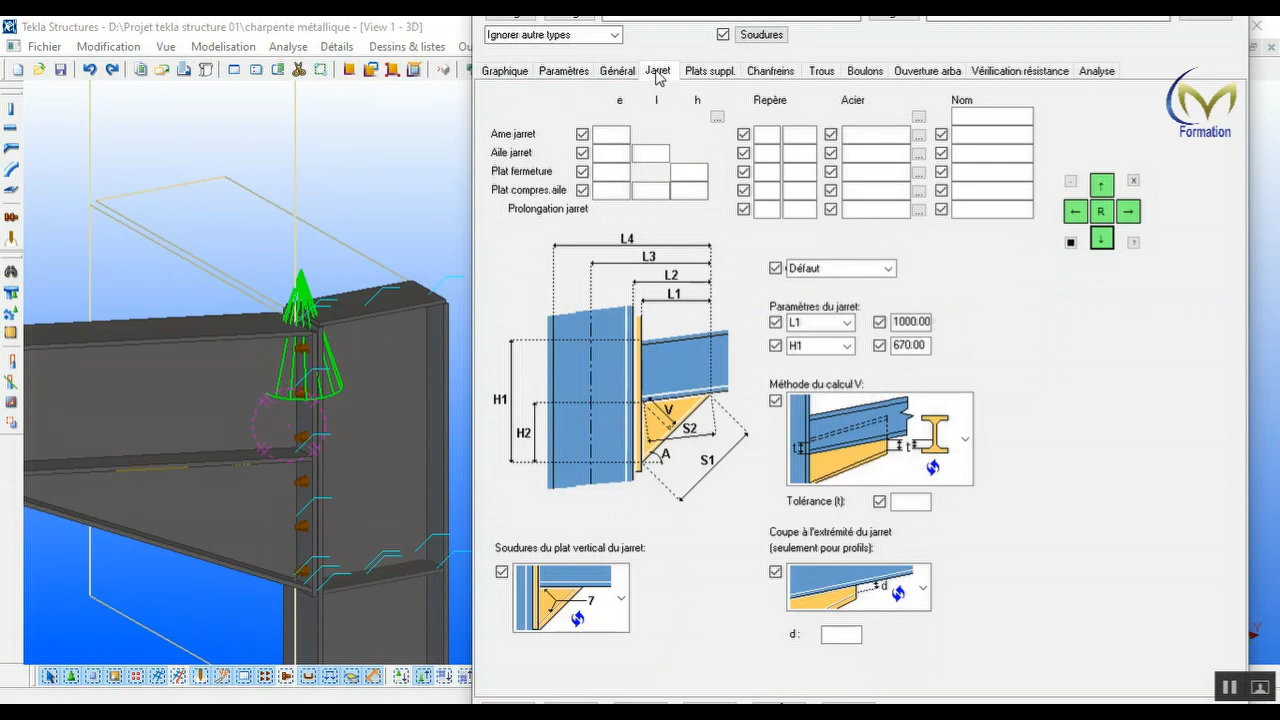 Tekla Structures - D:\Projet tekla structure 01\charpente métallique - [View 1 - 3D]
Fichier Modification Vue Modelisation Analyse Détails Dessins & listes
Ignorer autre types Soudures
Graphique Paramètres Général Jarret Plats suppl. Chanfreins Trous Boulons Ouverture arba Vérification résistance Analyse
e l h Repère Acier Nom
Ame jarret
Aile jarret
Plat fermeture
Plat compres.aile
Prolongation jarret
Formation
- ↑ X
← R →
■ ↓ ?
L4
L3
L2
L1
H1
H2
V
S2
A
S1
Défaut
Paramètres du jarret:
L1 1000.00
H1 670.00
Méthode du calcul V:
t t
Tolérance (t):
Soudures du plat vertical du jarret:
7
Coupe à l'extrémité du jarret
(seulement pour profils):
d
d :